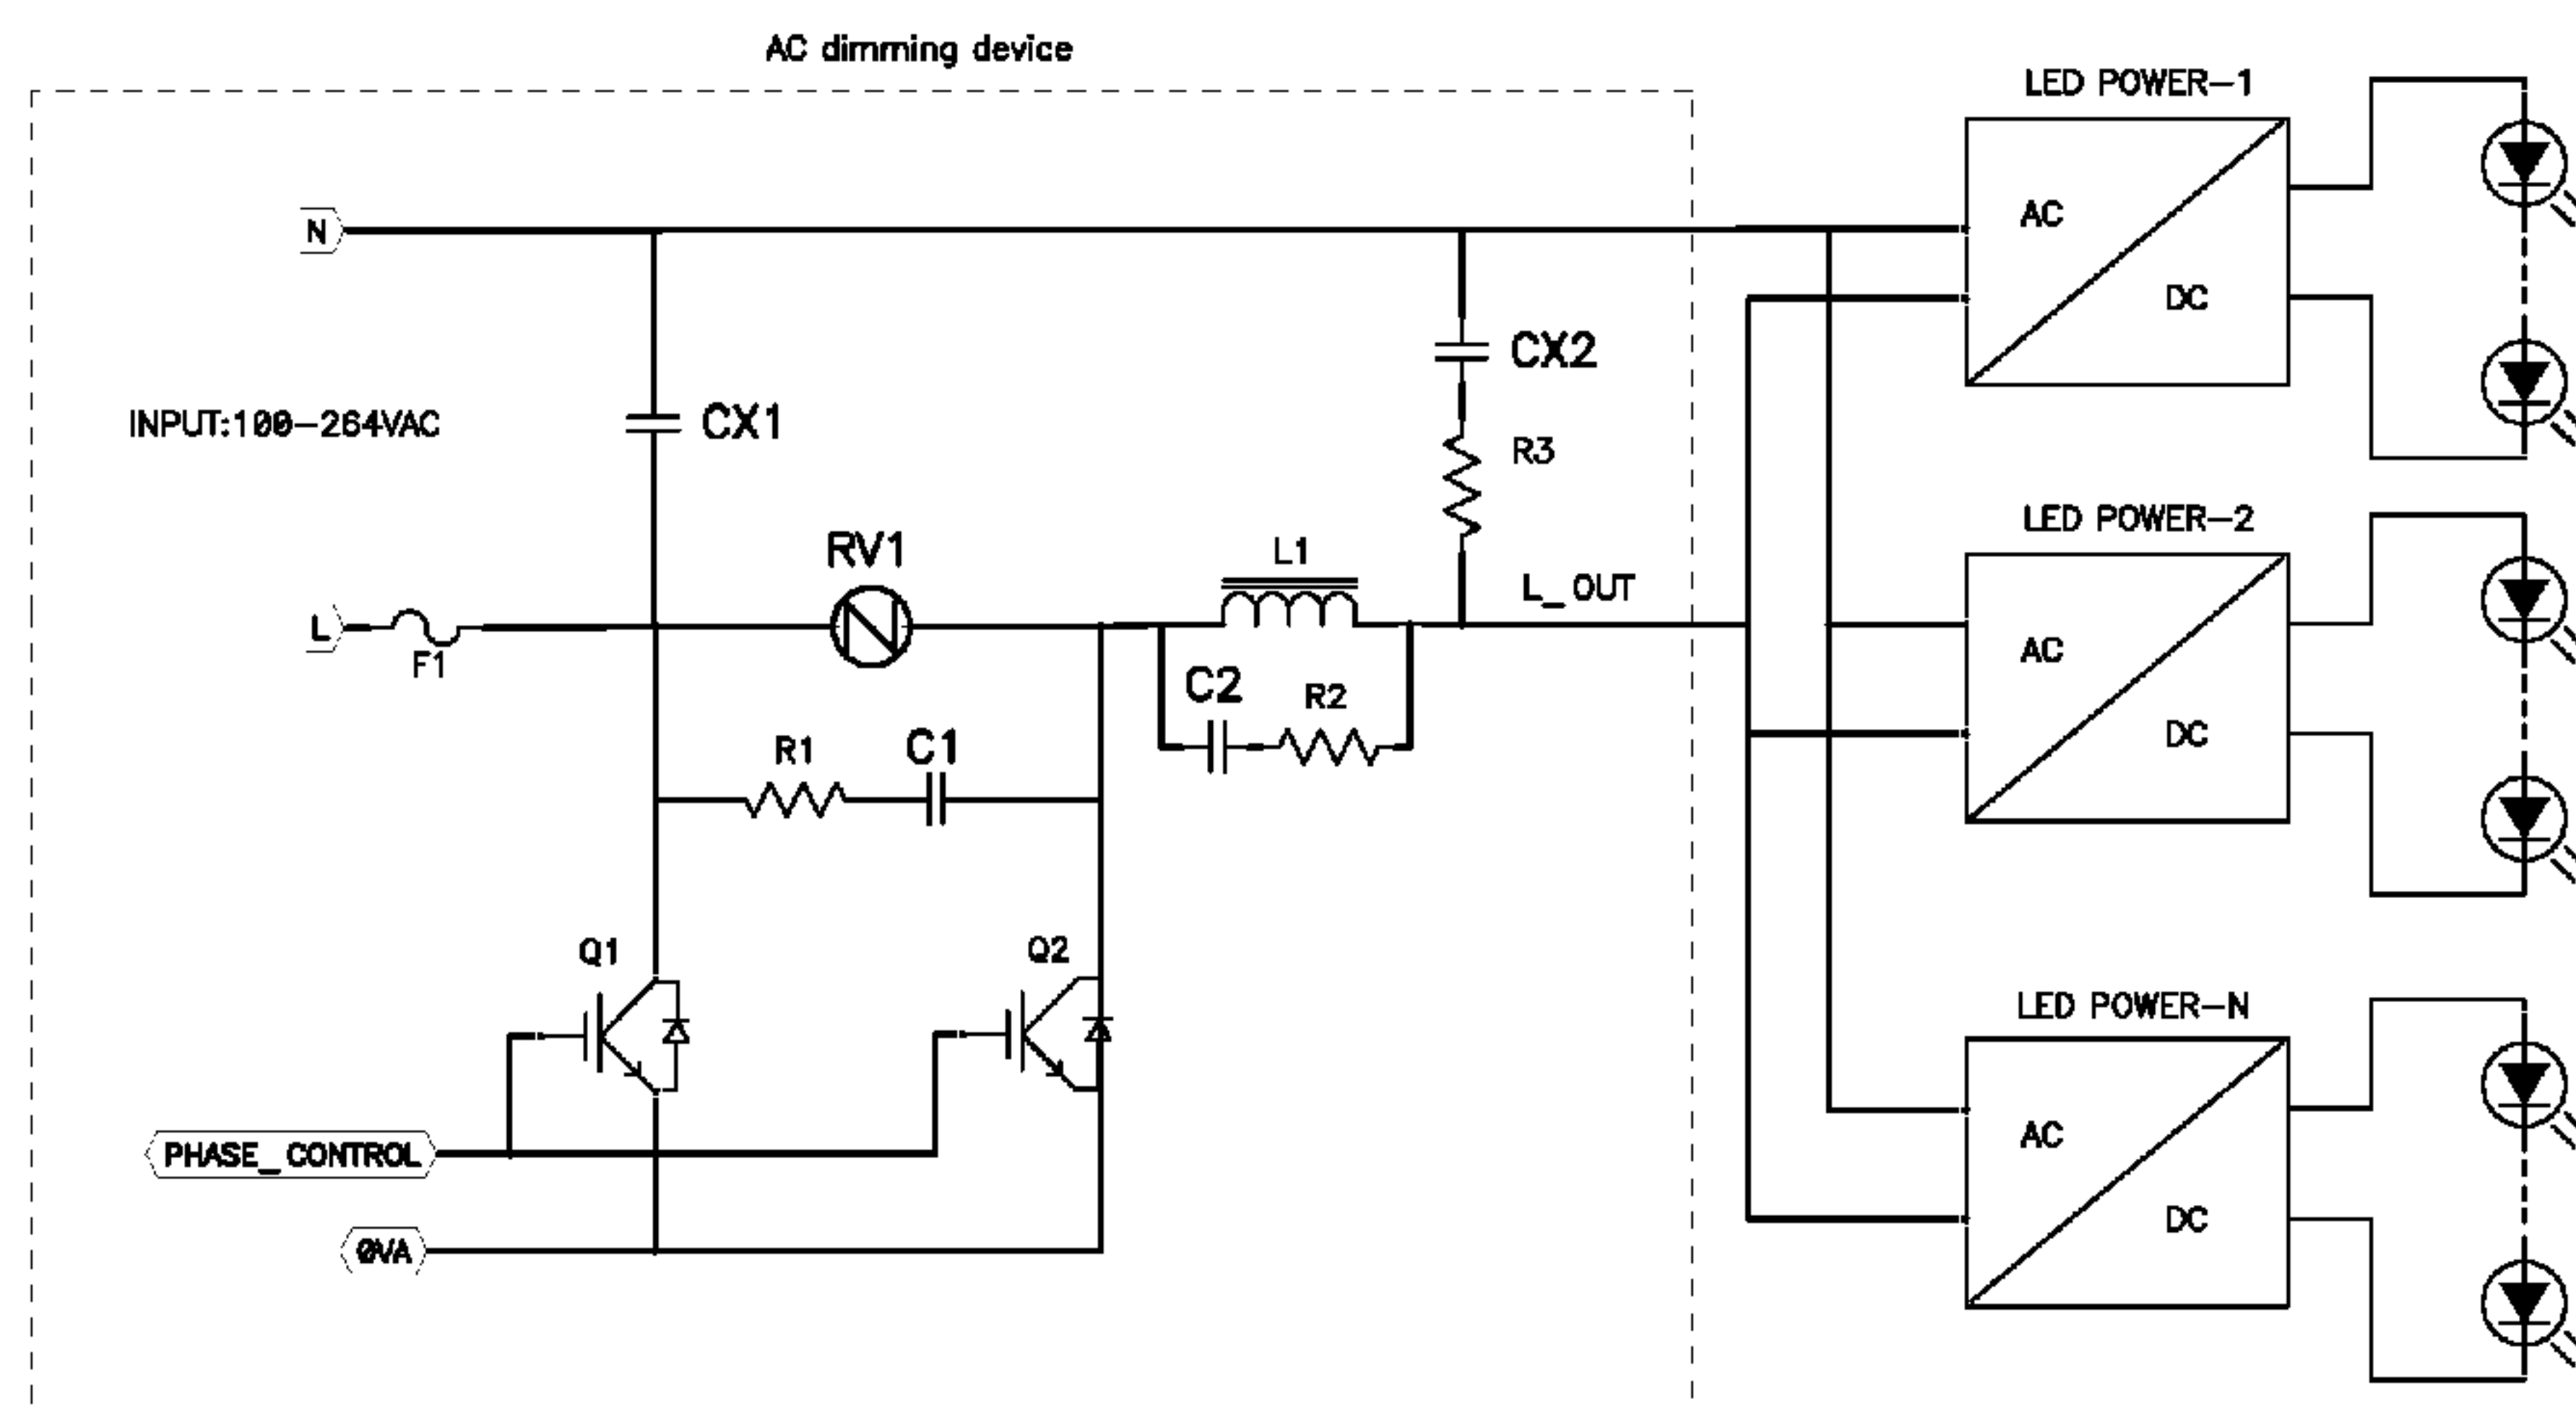 AC dimming device
LED POWER-1
AC
DC
N
INPUT:100-264VAC
CX1
CX2
R3
RV1
L1
L_OUT
L
F1
C2
R2
R1
C1
LED POWER-2
AC
DC
Q1
Q2
PHASE_CONTROL
0VA
LED POWER-N
AC
DC